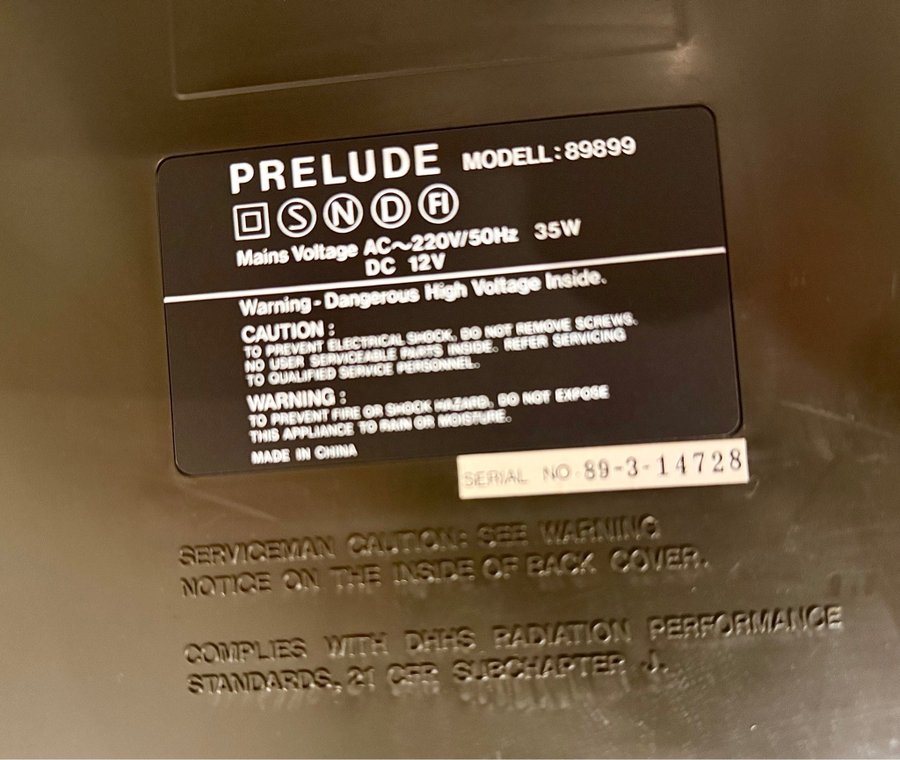 PRELUDE MODELL: 89899
S N D FI
Mains Voltage AC~220V/50Hz 35W
DC 12V
Warning - Dangerous High Voltage Inside.
CAUTION :
TO PREVENT ELECTRICAL SHOCK, DO NOT REMOVE SCREWS.
NO USER SERVICEABLE PARTS INSIDE. REFER SERVICING
TO QUALIFIED SERVICE PERSONNEL.
WARNING :
TO PREVENT FIRE OR SHOCK HAZARD, DO NOT EXPOSE
THIS APPLIANCE TO RAIN OR MOISTURE.
MADE IN CHINA
SERIAL NO. 89-3-14728
SERVICEMAN CAUTION: SEE WARNING
NOTICE ON THE INSIDE OF BACK COVER.
COMPLIES WITH DHHS RADIATION PERFORMANCE
STANDARDS, 21 CFR SUBCHAPTER J.